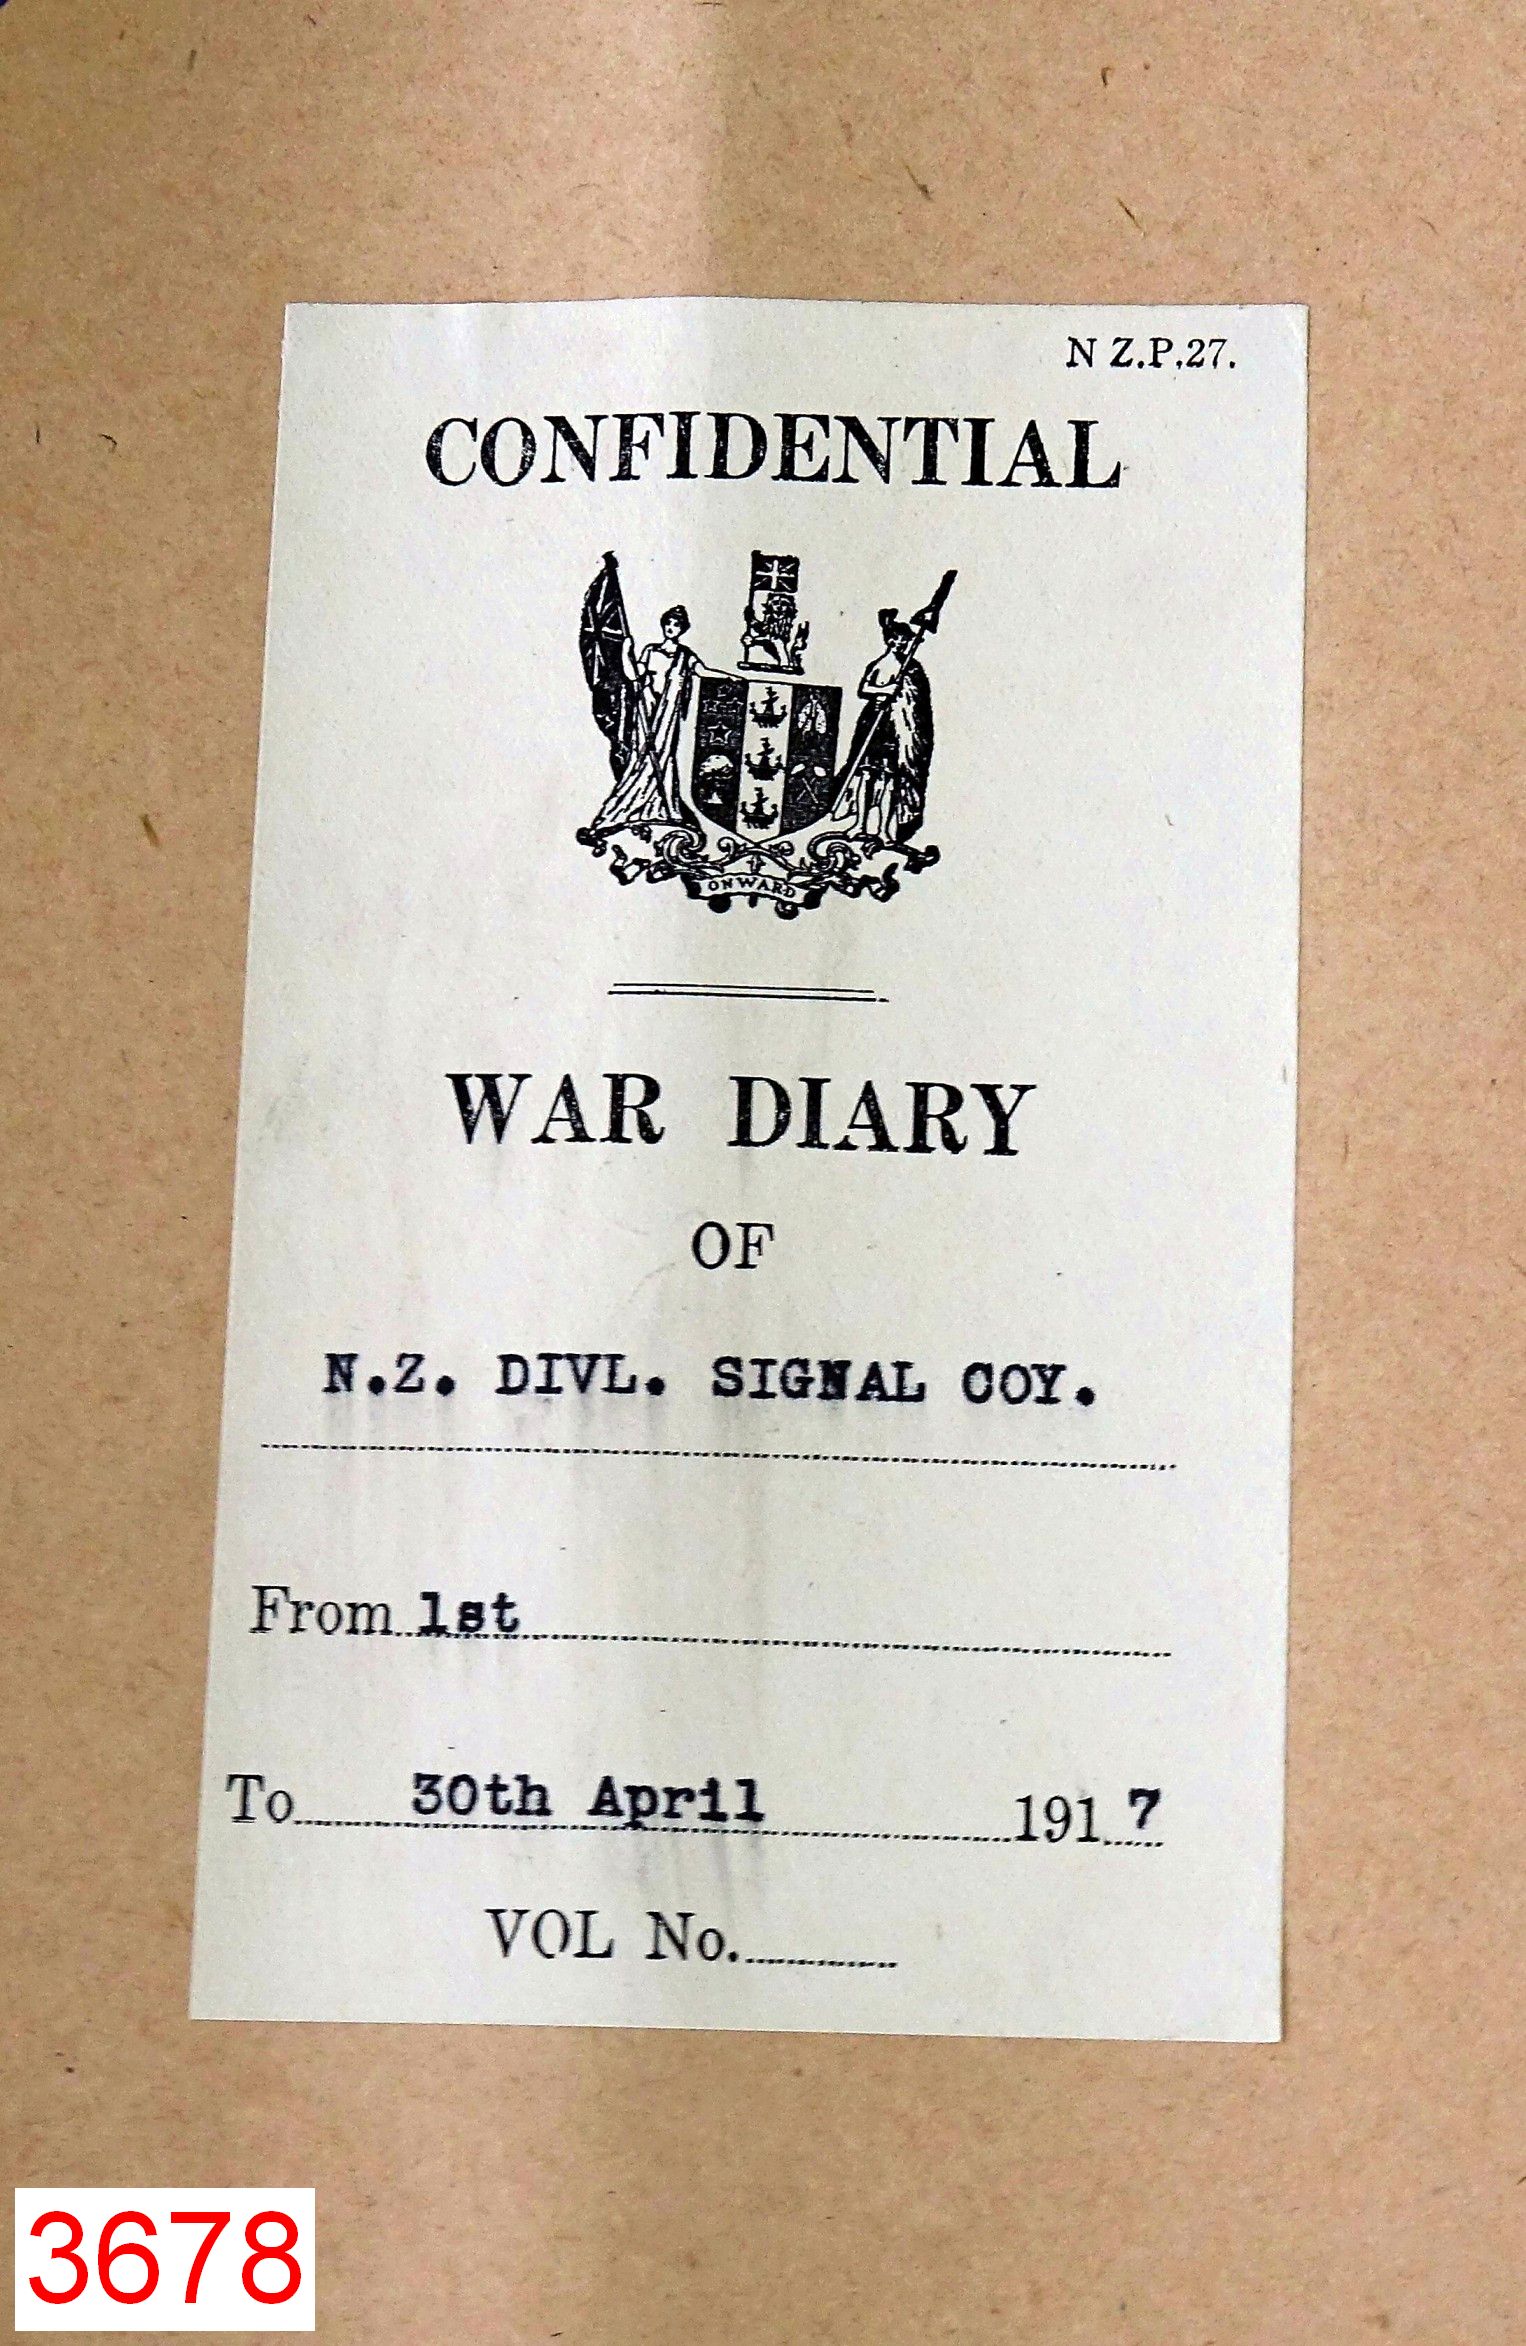 N Z.P.27.
CONFIDENTIAL
ONWARD
WAR DIARY
OF
N.Z. DIVL. SIGNAL COY.
From 1st
To 30th April 1917
VOL No.
3678